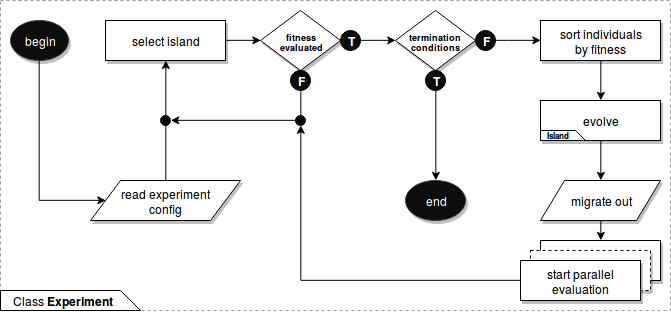 begin
select island
fitness
evaluated
T
termination
conditions
F
sort individuals
by fitness
F
T
evolve
Island
read experiment
config
end
migrate out
start parallel
evaluation
Class Experiment